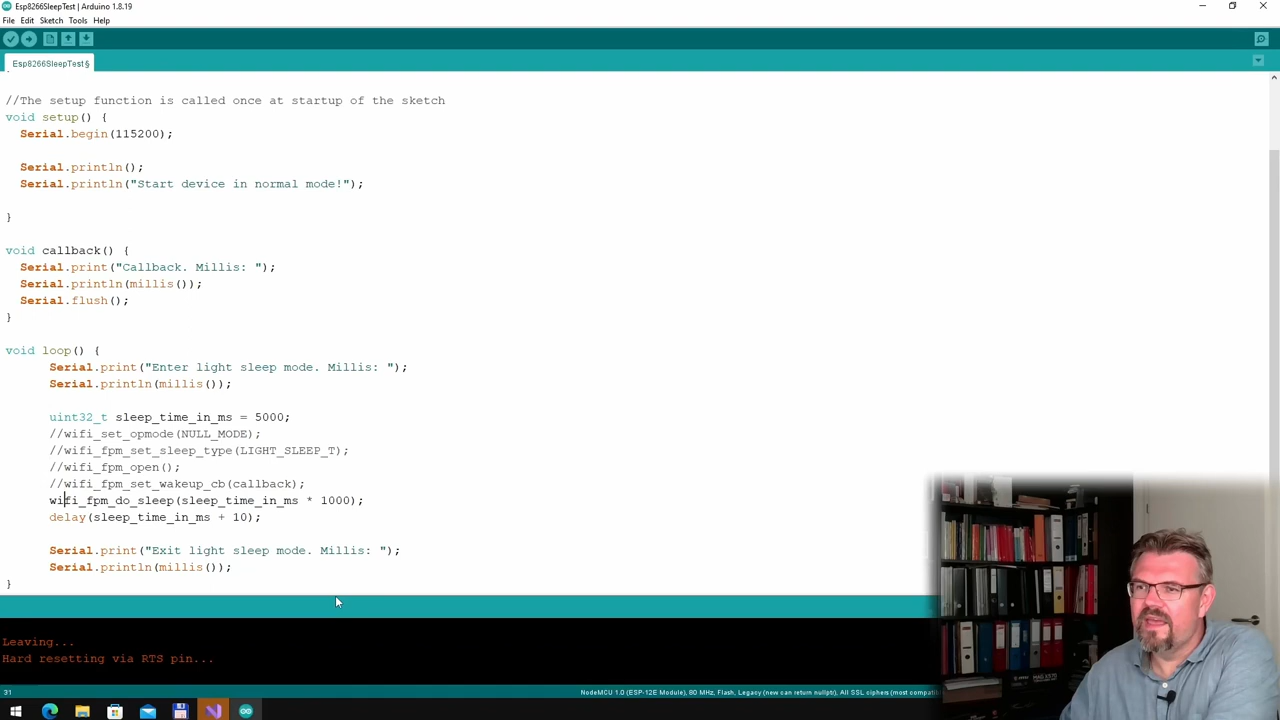 Esp8266SleepTest | Arduino 1.8.19
File Edit Sketch Tools Help
Esp8266SleepTest §
//The setup function is called once at startup of the sketch
void setup() {
  Serial.begin(115200);
  Serial.println();
  Serial.println("Start device in normal mode!");
}
void callback() {
  Serial.print("Callback. Millis: ");
  Serial.println(millis());
  Serial.flush();
}
void loop() {
      Serial.print("Enter light sleep mode. Millis: ");
      Serial.println(millis());
      uint32_t sleep_time_in_ms = 5000;
      //wifi_set_opmode(NULL_MODE);
      //wifi_fpm_set_sleep_type(LIGHT_SLEEP_T);
      //wifi_fpm_open();
      //wifi_fpm_set_wakeup_cb(callback);
      wifi_fpm_do_sleep(sleep_time_in_ms * 1000);
      delay(sleep_time_in_ms + 10);
      Serial.print("Exit light sleep mode. Millis: ");
      Serial.println(millis());
}
Leaving...
Hard resetting via RTS pin...
31
NodeMCU 1.0 (ESP-12E Module), 80 MHz, Flash, Legacy (new can return nullptr), All SSL ciphers (most compatib